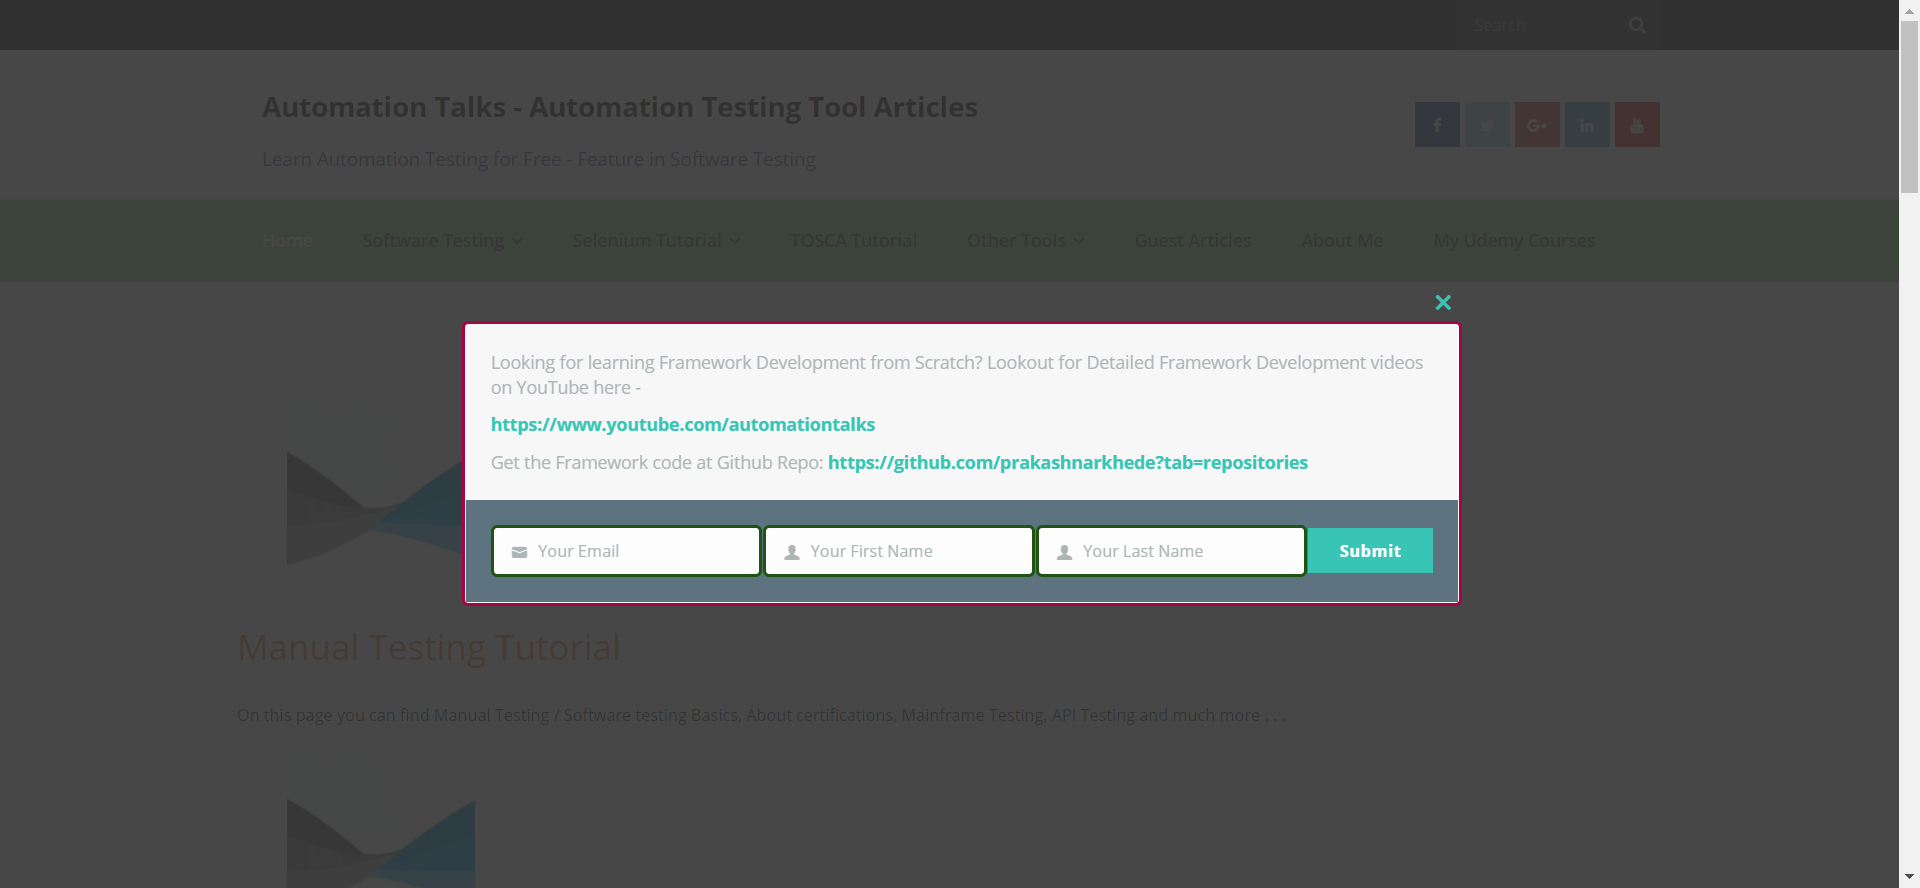 Search
Automation Talks - Automation Testing Tool Articles
Learn Automation Testing for Free - Feature in Software Testing
Home Software Testing Selenium Tutorial TOSCA Tutorial Other Tools Guest Articles About Me My Udemy Courses
Looking for learning Framework Development from Scratch? Lookout for Detailed Framework Development videos
on YouTube here -
https://www.youtube.com/automationtalks
Get the Framework code at Github Repo: https://github.com/prakashnarkhede?tab=repositories
Your Email Your First Name Your Last Name Submit
Manual Testing Tutorial
On this page you can find Manual Testing / Software testing Basics, About certifications, Mainframe Testing, API Testing and much more . . .